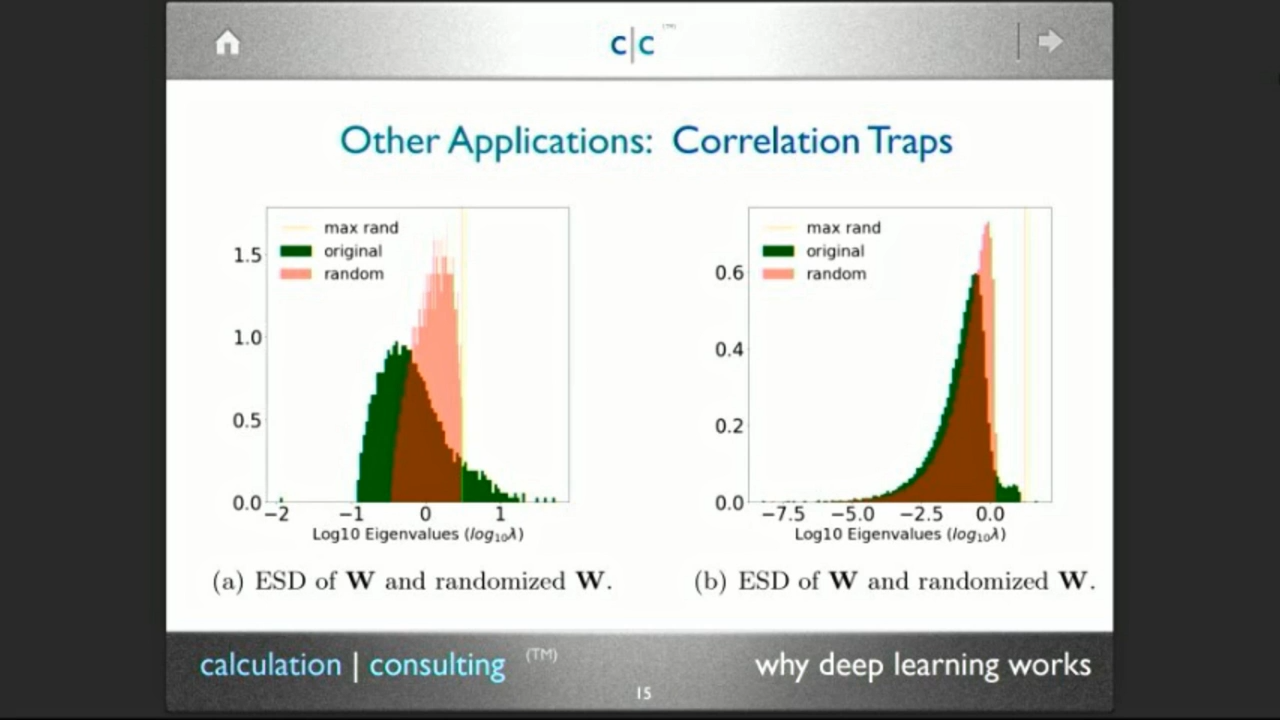 c|c (TM)
Other Applications: Correlation Traps
max rand
original
random
1.5
1.0
0.5
0.0
−2 −1 0 1
Log10 Eigenvalues (log₁₀λ)
(a) ESD of W and randomized W.
max rand
original
random
0.6
0.4
0.2
0.0
−7.5 −5.0 −2.5 0.0
Log10 Eigenvalues (log₁₀λ)
(b) ESD of W and randomized W.
calculation | consulting (TM)
why deep learning works
15